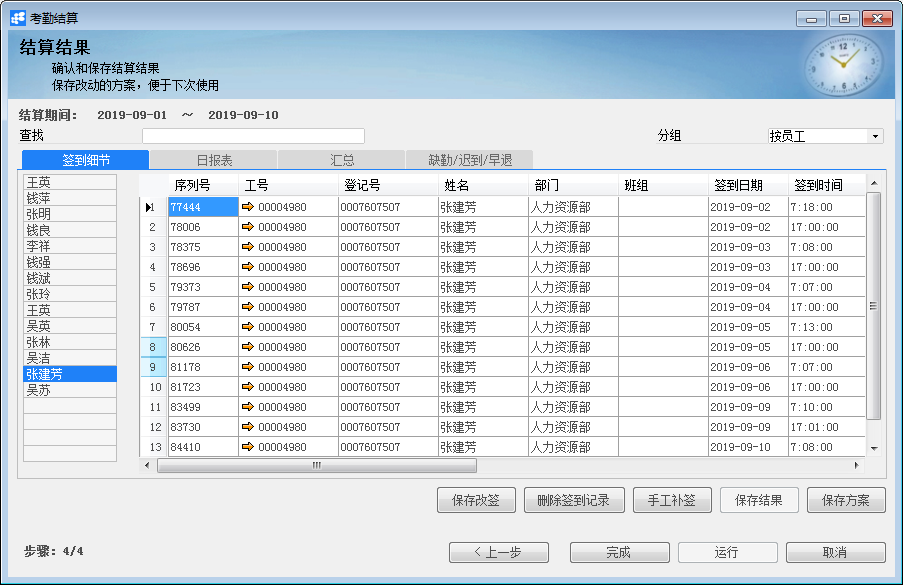 考勤结算
结算结果
确认和保存结算结果
保存改动的方案，便于下次使用
结算期间： 2019-09-01 ～ 2019-09-10
查找 分组 按员工
签到细节 日报表 汇总 缺勤/迟到/早退
王英
钱萍
张明
钱良
李祥
钱强
钱斌
张玲
王英
吴英
张林
吴洁
张建芳
吴苏
序列号 工号 登记号 姓名 部门 班组 签到日期 签到时间
1 77444 00004980 0007607507 张建芳 人力资源部 2019-09-02 7:18:00
2 78006 00004980 0007607507 张建芳 人力资源部 2019-09-02 17:00:00
3 78375 00004980 0007607507 张建芳 人力资源部 2019-09-03 7:08:00
4 78696 00004980 0007607507 张建芳 人力资源部 2019-09-03 17:00:00
5 79373 00004980 0007607507 张建芳 人力资源部 2019-09-04 7:07:00
6 79787 00004980 0007607507 张建芳 人力资源部 2019-09-04 17:00:00
7 80054 00004980 0007607507 张建芳 人力资源部 2019-09-05 7:13:00
8 80626 00004980 0007607507 张建芳 人力资源部 2019-09-05 17:00:00
9 81178 00004980 0007607507 张建芳 人力资源部 2019-09-06 7:07:00
10 81723 00004980 0007607507 张建芳 人力资源部 2019-09-06 17:00:00
11 83499 00004980 0007607507 张建芳 人力资源部 2019-09-09 7:10:00
12 83730 00004980 0007607507 张建芳 人力资源部 2019-09-09 17:01:00
13 84410 00004980 0007607507 张建芳 人力资源部 2019-09-10 7:08:00
保存改签 删除签到记录 手工补签 保存结果 保存方案
步骤：4/4 <上一步 完成 运行 取消